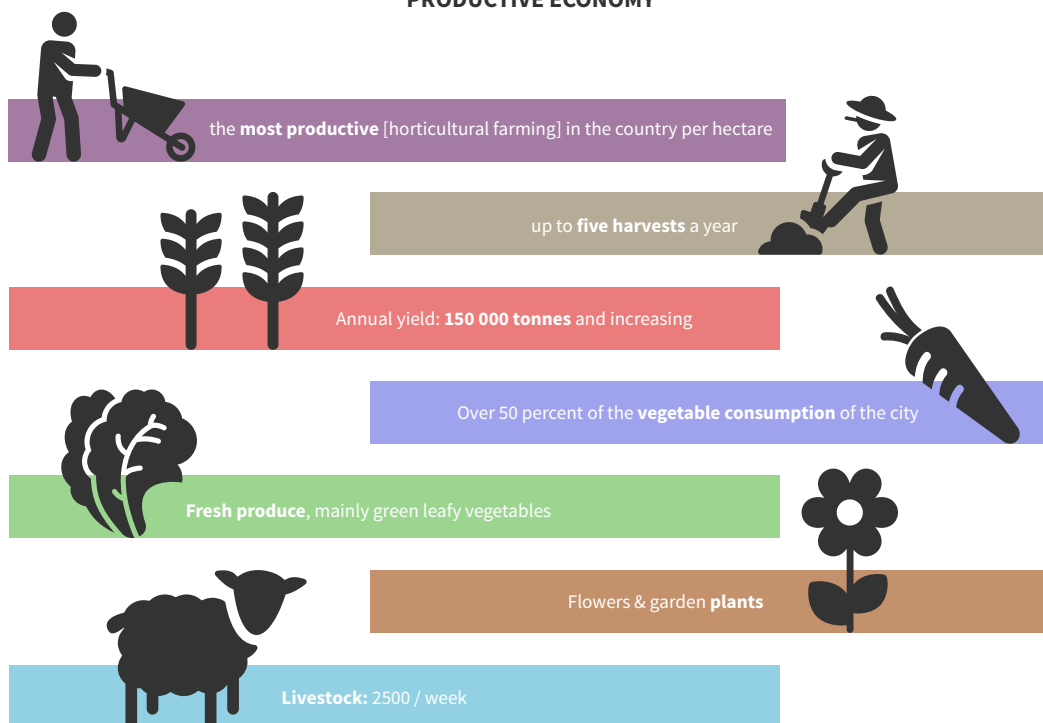 PRODUCTIVE ECONOMY
the most productive [horticultural farming] in the country per hectare
up to five harvests a year
Annual yield: 150 000 tonnes and increasing
Over 50 percent of the vegetable consumption of the city
Fresh produce, mainly green leafy vegetables
Flowers & garden plants
Livestock: 2500 / week